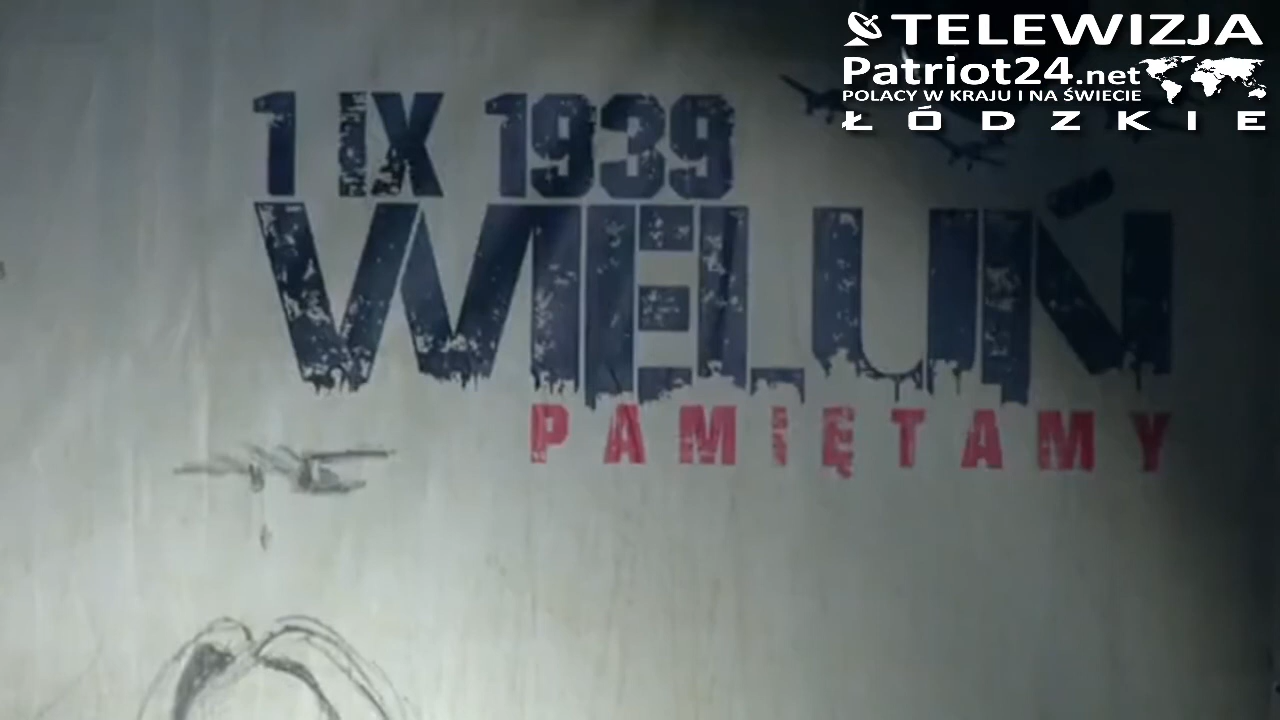 TELEWIZJA
Patriot24.net
POLACY W KRAJU I NA ŚWIECIE
ŁÓDZKIE
1 IX 1939
WIELUŃ
PAMIĘTAMY